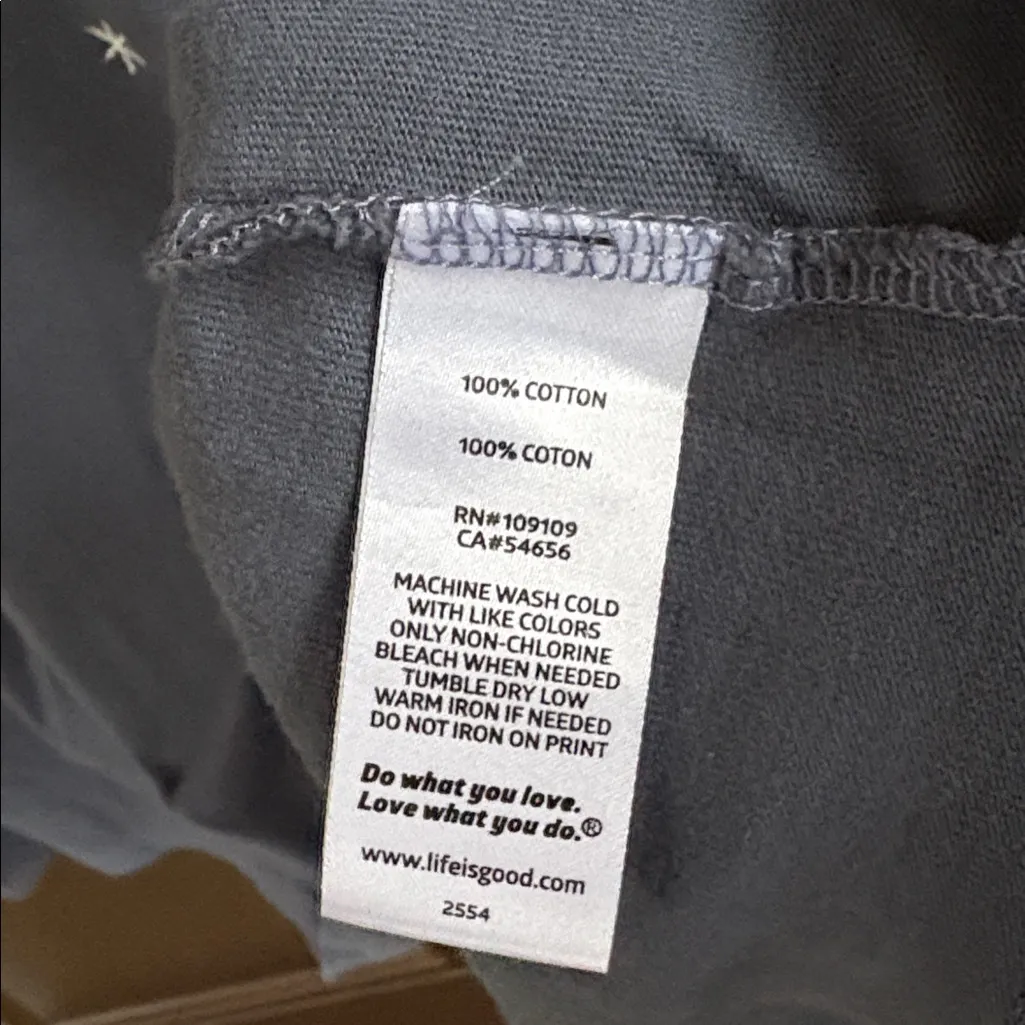 100% COTTON
100% COTON
RN#109109
CA#54656
MACHINE WASH COLD
WITH LIKE COLORS
ONLY NON-CHLORINE
BLEACH WHEN NEEDED
TUMBLE DRY LOW
WARM IRON IF NEEDED
DO NOT IRON ON PRINT
Do what you love.
Love what you do.®
www.lifeisgood.com
2554